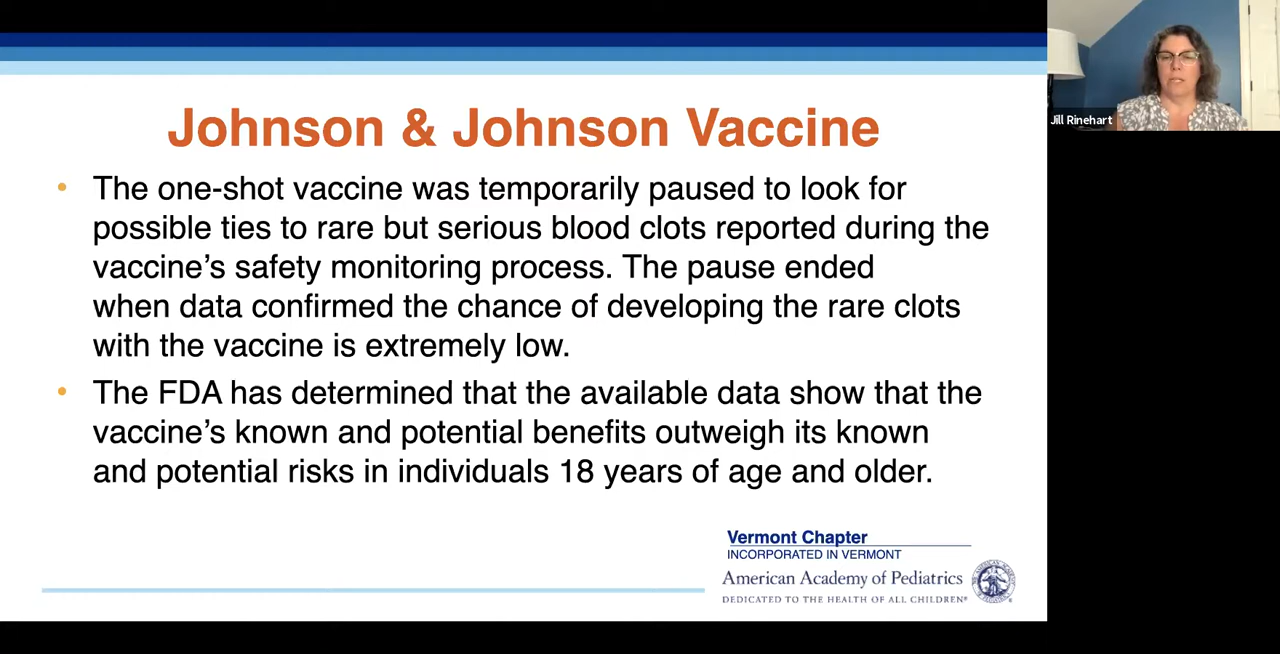 Johnson & Johnson Vaccine
• The one-shot vaccine was temporarily paused to look for
possible ties to rare but serious blood clots reported during the
vaccine’s safety monitoring process. The pause ended
when data confirmed the chance of developing the rare clots
with the vaccine is extremely low.
• The FDA has determined that the available data show that the
vaccine’s known and potential benefits outweigh its known
and potential risks in individuals 18 years of age and older.
Vermont Chapter
INCORPORATED IN VERMONT
American Academy of Pediatrics
DEDICATED TO THE HEALTH OF ALL CHILDREN®
Jill Rinehart